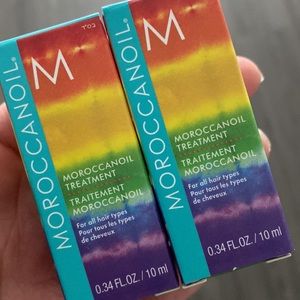 MOROCCANOIL®
M
MOROCCANOIL
TREATMENT
TRAITEMENT
MOROCCANOIL
For all hair types
Pour tous les types
de cheveux
0.34 FL.OZ. / 10 ml
MOROCCANOIL®
M
MOROCCANOIL
TREATMENT
TRAITEMENT
MOROCCANOIL
For all hair types
Pour tous les types
de cheveux
0.34 FL.OZ. / 10 ml